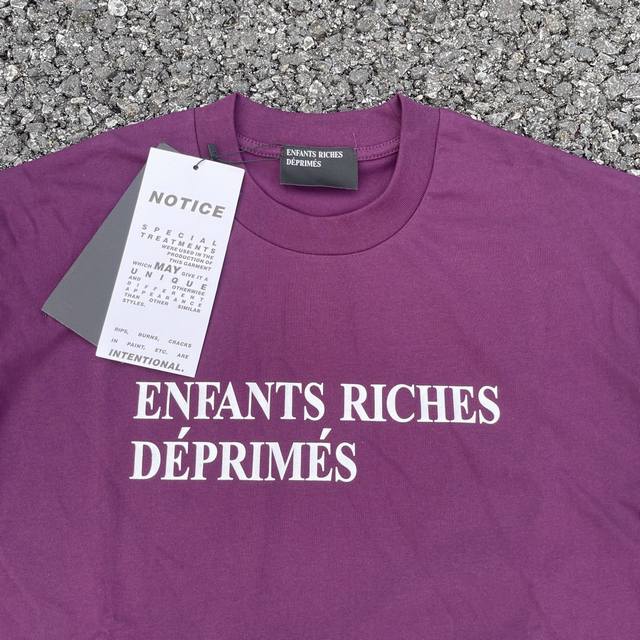 ENFANTS RICHES
DÉPRIMÉS
NOTICE
SPECIAL
TREATMENTS
WERE USED IN THE
PRODUCTION OF
THIS GARMENT
WHICH MAY GIVE IT A
UNIQUE
AND OTHERWISE
DIFFERENT
APPEARANCE
THAN OTHER SIMILAR
STYLES.
RIPS, BURNS, CRACKS
IN PAINT, ETC. ARE
INTENTIONAL.
ENFANTS RICHES
DÉPRIMÉS